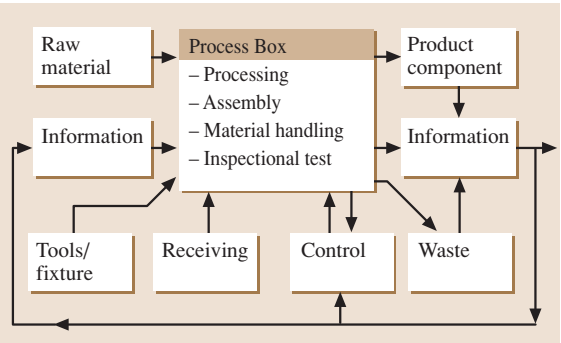 Raw
material
Process Box
– Processing
– Assembly
– Material handling
– Inspectional test
Product
component
Information
Information
Tools/
fixture
Receiving
Control
Waste